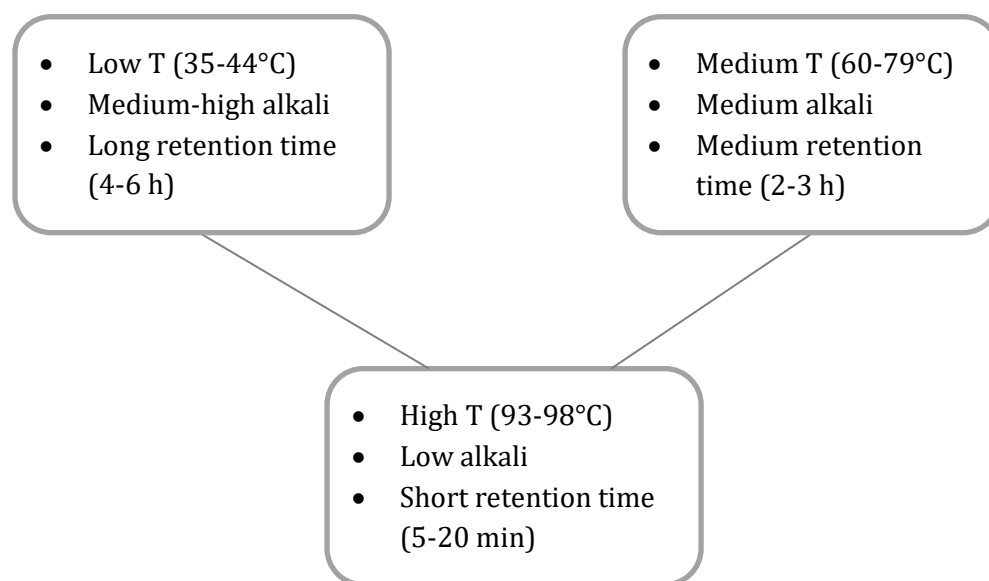 • Low T (35-44°C)
• Medium-high alkali
• Long retention time
(4-6 h)
• Medium T (60-79°C)
• Medium alkali
• Medium retention
time (2-3 h)
• High T (93-98°C)
• Low alkali
• Short retention time
(5-20 min)